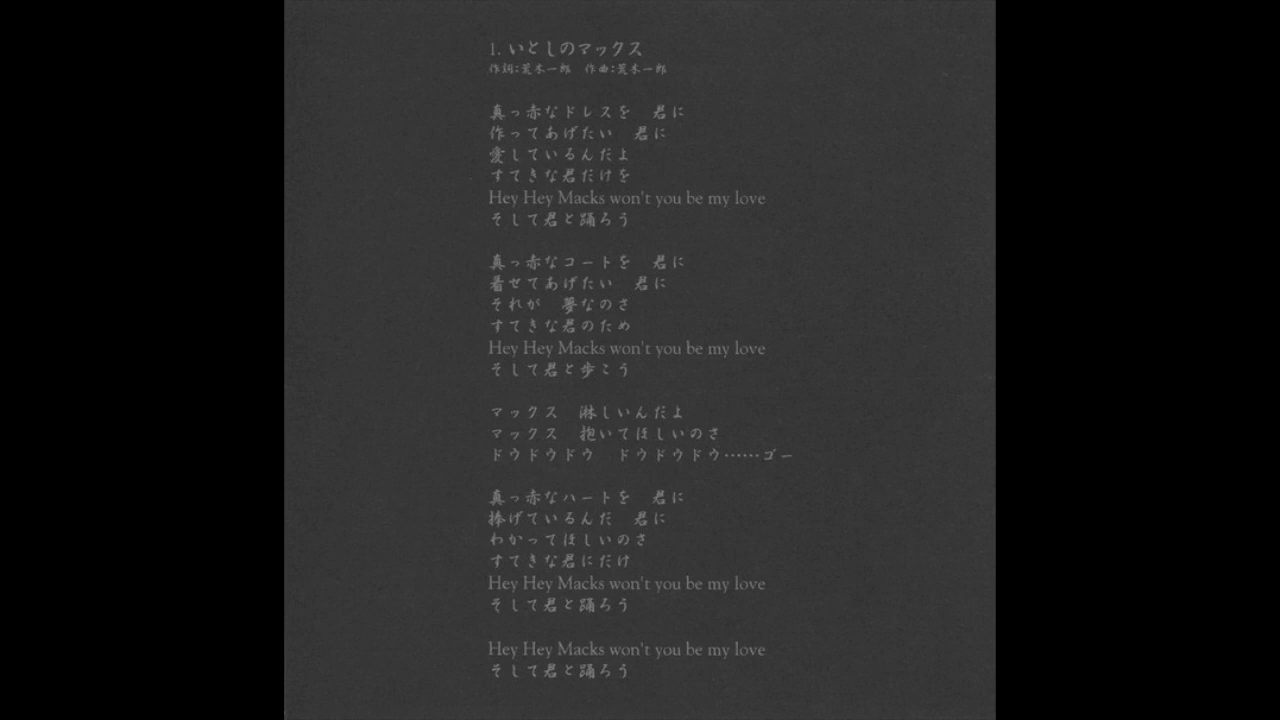 1. いとしのマックス
作詞:荒木一郎　作曲:荒木一郎
真っ赤なドレスを　君に
作ってあげたい　君に
愛しているんだよ
すてきな君だけを
Hey Hey Macks won't you be my love
そして君と踊ろう
真っ赤なコートを　君に
着せてあげたい　君に
それが　夢なのさ
すてきな君のため
Hey Hey Macks won't you be my love
そして君と歩こう
マックス　淋しいんだよ
マックス　抱いてほしいのさ
ドウドウドウ　ドウドウドウ……ゴー
真っ赤なハートを　君に
捧げているんだ　君に
わかってほしいのさ
すてきな君にだけ
Hey Hey Macks won't you be my love
そして君と踊ろう
Hey Hey Macks won't you be my love
そして君と踊ろう